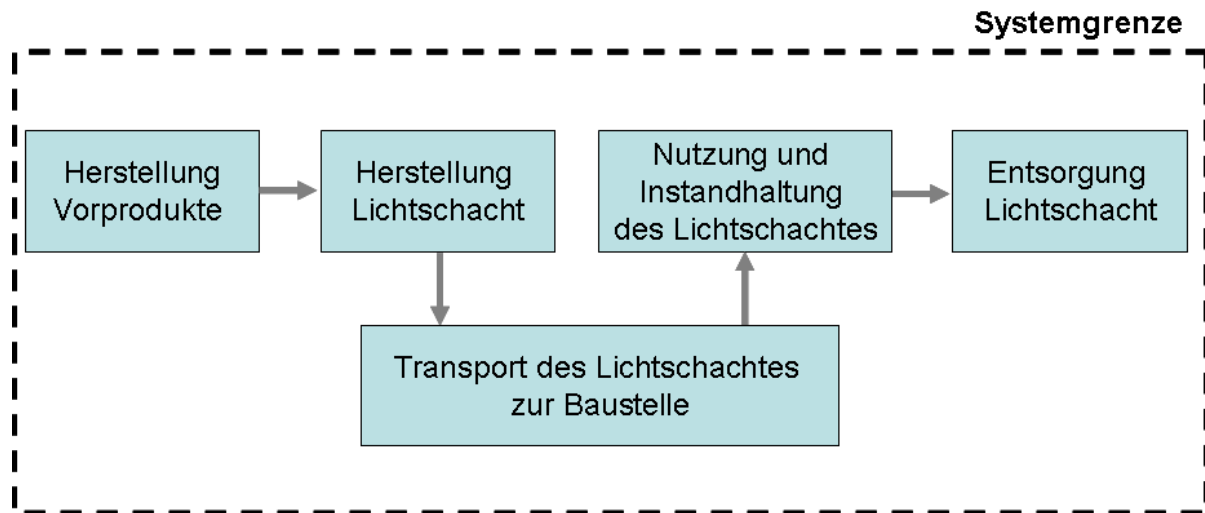 Systemgrenze
Herstellung
Vorprodukte
Herstellung
Lichtschacht
Transport des Lichtschachtes
zur Baustelle
Nutzung und
Instandhaltung
des Lichtschachtes
Entsorgung
Lichtschacht